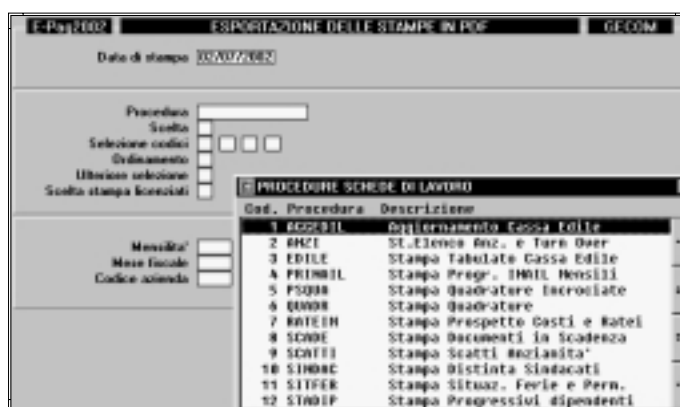 E-Pag2002 ESPORTAZIONE DELLE STAMPE IN PDF GECOM
Data di stampa 02/07/2002
Procedura
Scelta
Selezione codici
Ordinamento
Ulteriore selezione
Scelta stampa licenziati
PROCEDURE SCHEDE DI LAVORO
Cod. Procedura Descrizione
1 AGGEDIL Aggiornamento Cassa Edile
2 ANZI St.Elenco Anz. e Turn Over
3 EDILE Stampa Tabulato Cassa Edile
4 PRINAIL Stampa Progr. INAIL Mensili
5 PSQUA Stampa Quadrature Incrociate
6 QUADR Stampa Quadrature
7 RATEIN Stampa Prospetto Costi e Ratei
8 SCADE Stampa Documenti in Scadenza
9 SCATTI Stampa Scatti Anzianita'
10 SINDAC Stampa Distinta Sindacati
11 SITFER Stampa Situaz. Ferie e Perm.
12 STADIP Stampa Progressivi dipendenti
Mensilita'
Mese fiscale
Codice azienda